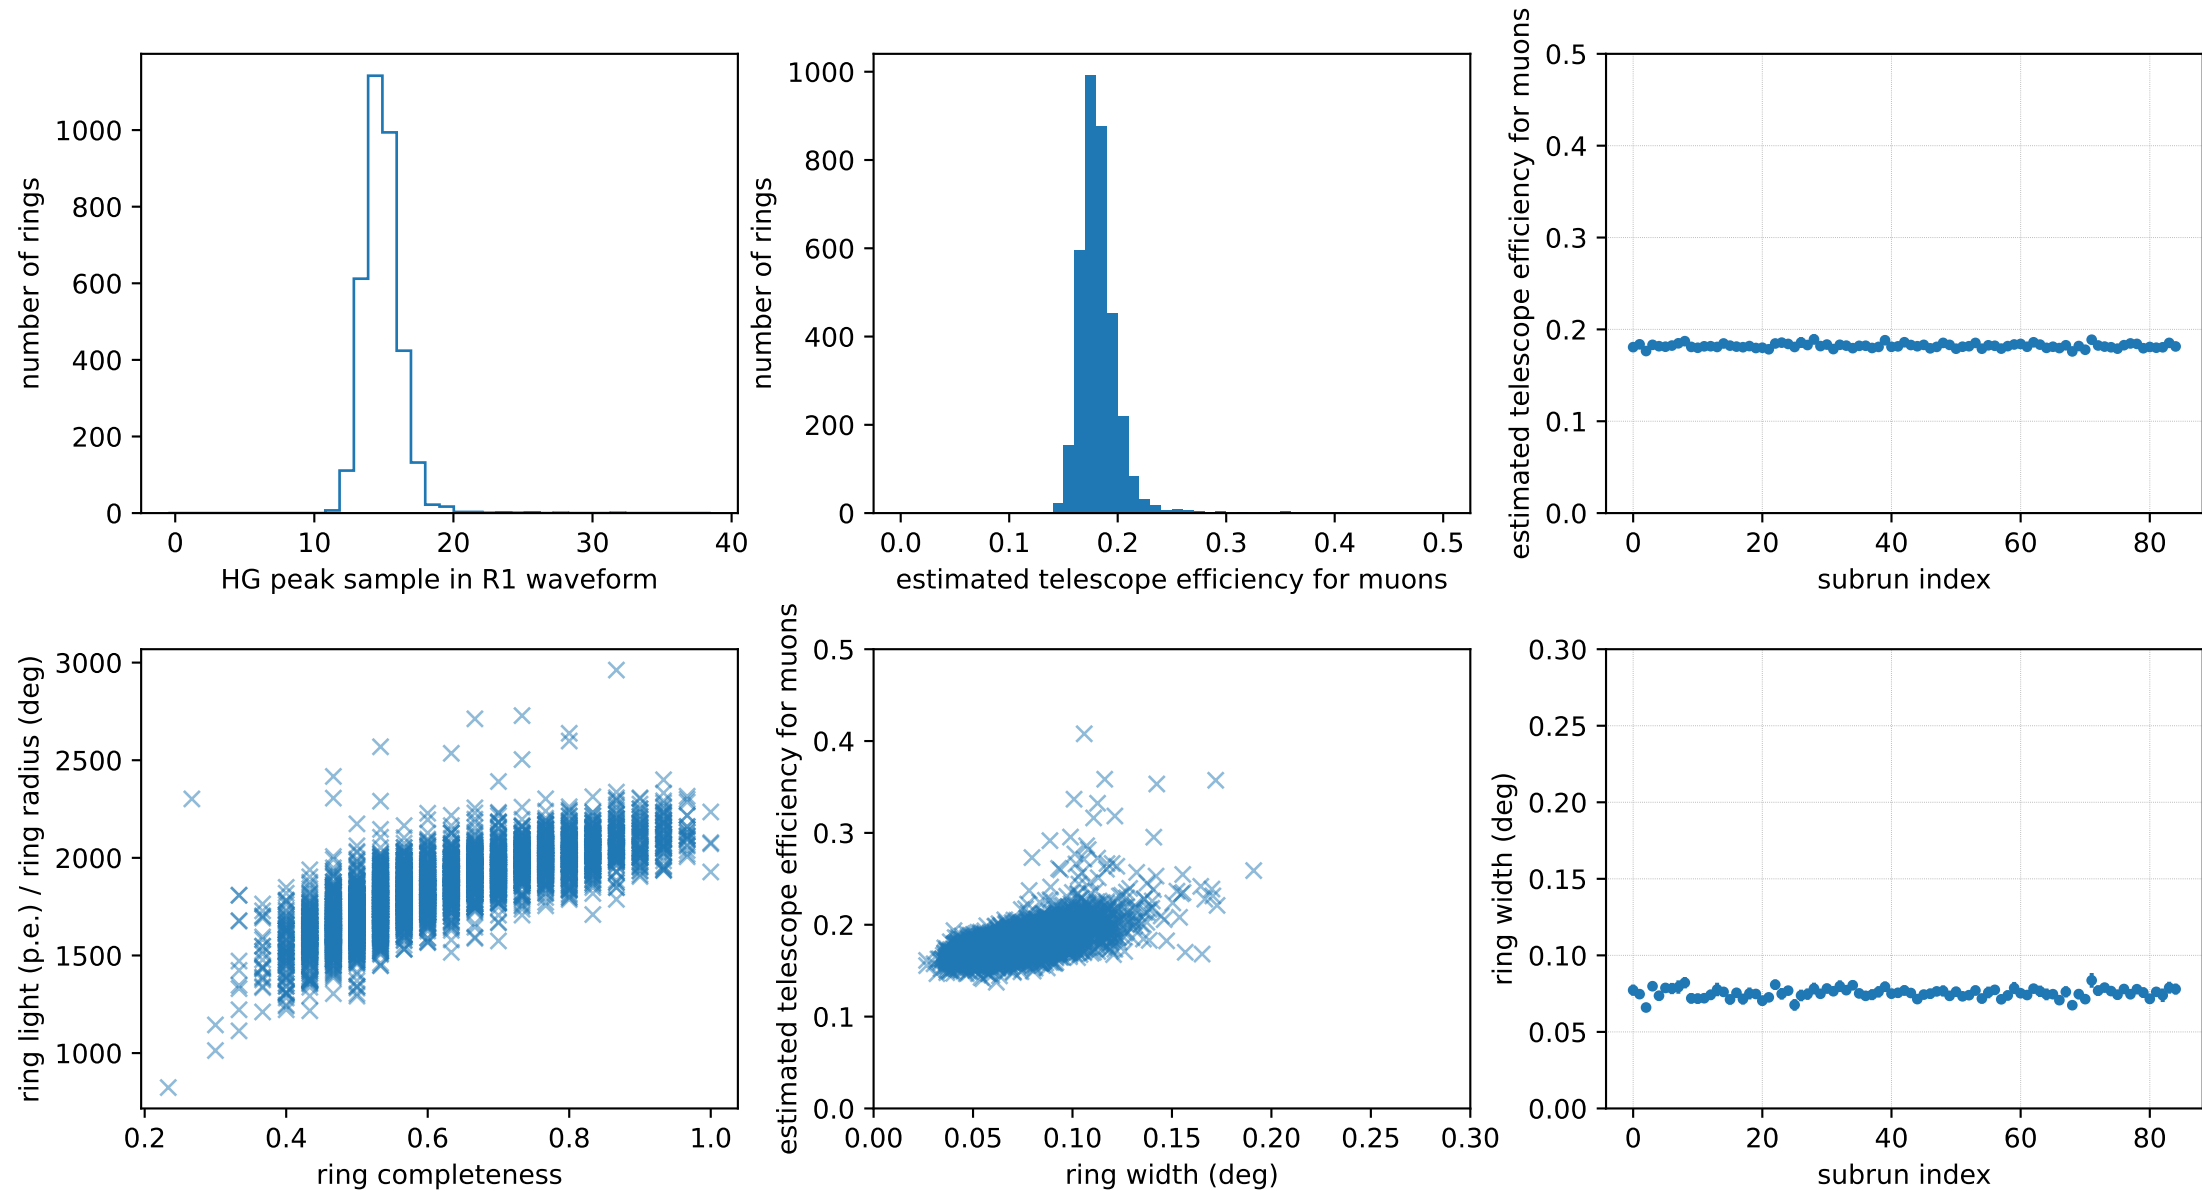 number of rings
1000
800
600
400
200
0
0 10 20 30 40
HG peak sample in R1 waveform
number of rings
1000
800
600
400
200
0
0.0 0.1 0.2 0.3 0.4 0.5
estimated telescope efficiency for muons
estimated telescope efficiency for muons
0.5
0.4
0.3
0.2
0.1
0.0
0 20 40 60 80
subrun index
ring light (p.e.) / ring radius (deg)
3000
2500
2000
1500
1000
0.2 0.4 0.6 0.8 1.0
ring completeness
estimated telescope efficiency for muons
0.5
0.4
0.3
0.2
0.1
0.0
0.00 0.05 0.10 0.15 0.20 0.25 0.30
ring width (deg)
ring width (deg)
0.30
0.25
0.20
0.15
0.10
0.05
0.00
0 20 40 60 80
subrun index